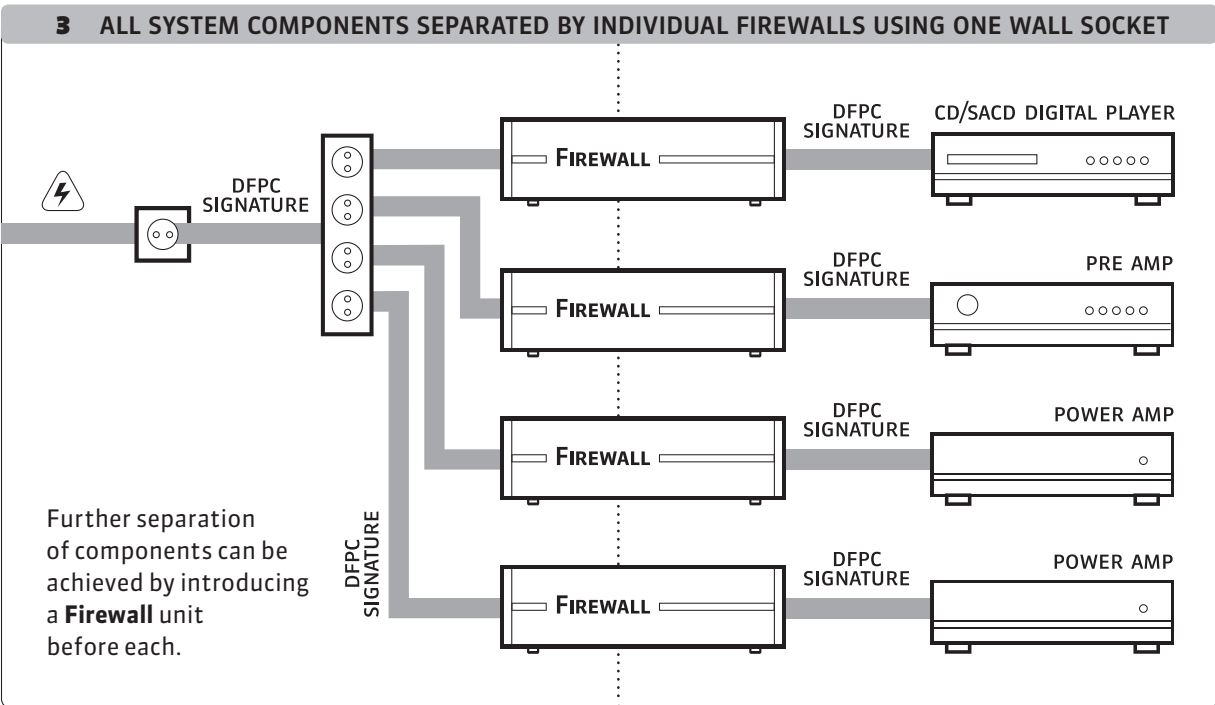 3 ALL SYSTEM COMPONENTS SEPARATED BY INDIVIDUAL FIREWALLS USING ONE WALL SOCKET
DFPC
SIGNATURE
FIREWALL
DFPC
SIGNATURE
CD/SACD DIGITAL PLAYER
FIREWALL
DFPC
SIGNATURE
PRE AMP
FIREWALL
DFPC
SIGNATURE
POWER AMP
DFPC
SIGNATURE
FIREWALL
DFPC
SIGNATURE
POWER AMP
Further separation
of components can be
achieved by introducing
a Firewall unit
before each.